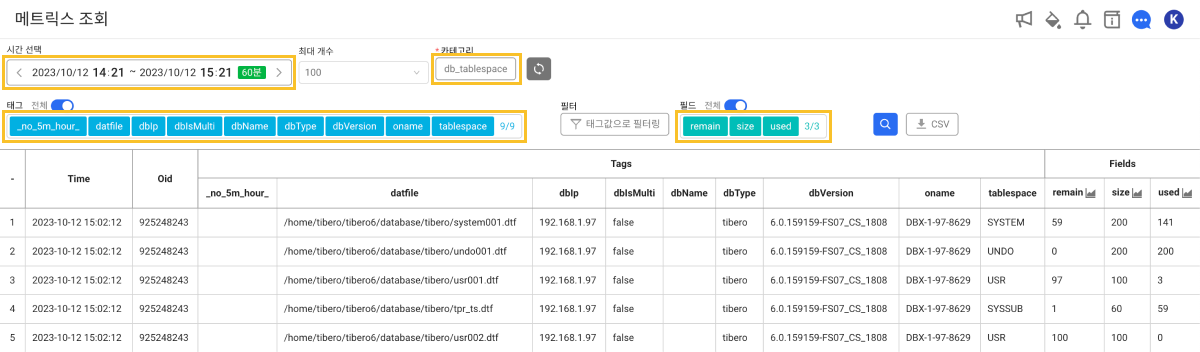 메트릭스 조회
K
시간 선택 최대 개수 * 카테고리
2023/10/12 14:21 ~ 2023/10/12 15:21 60분 100 db_tablespace
태그 전체 필터 필드 전체
_no_5m_hour_ datfile dbIp dbIsMulti dbName dbType dbVersion oname tablespace 9/9 태그값으로 필터링 remain size used 3/3 CSV
- Time Oid Tags Fields
_no_5m_hour_ datfile dbIp dbIsMulti dbName dbType dbVersion oname tablespace remain size used
1 2023-10-12 15:02:12 925248243 /home/tibero/tibero6/database/tibero/system001.dtf 192.168.1.97 false tibero 6.0.159159-FS07_CS_1808 DBX-1-97-8629 SYSTEM 59 200 141
2 2023-10-12 15:02:12 925248243 /home/tibero/tibero6/database/tibero/undo001.dtf 192.168.1.97 false tibero 6.0.159159-FS07_CS_1808 DBX-1-97-8629 UNDO 0 200 200
3 2023-10-12 15:02:12 925248243 /home/tibero/tibero6/database/tibero/usr001.dtf 192.168.1.97 false tibero 6.0.159159-FS07_CS_1808 DBX-1-97-8629 USR 97 100 3
4 2023-10-12 15:02:12 925248243 /home/tibero/tibero6/database/tibero/tpr_ts.dtf 192.168.1.97 false tibero 6.0.159159-FS07_CS_1808 DBX-1-97-8629 SYSSUB 1 60 59
5 2023-10-12 15:02:12 925248243 /home/tibero/tibero6/database/tibero/usr002.dtf 192.168.1.97 false tibero 6.0.159159-FS07_CS_1808 DBX-1-97-8629 USR 100 100 0